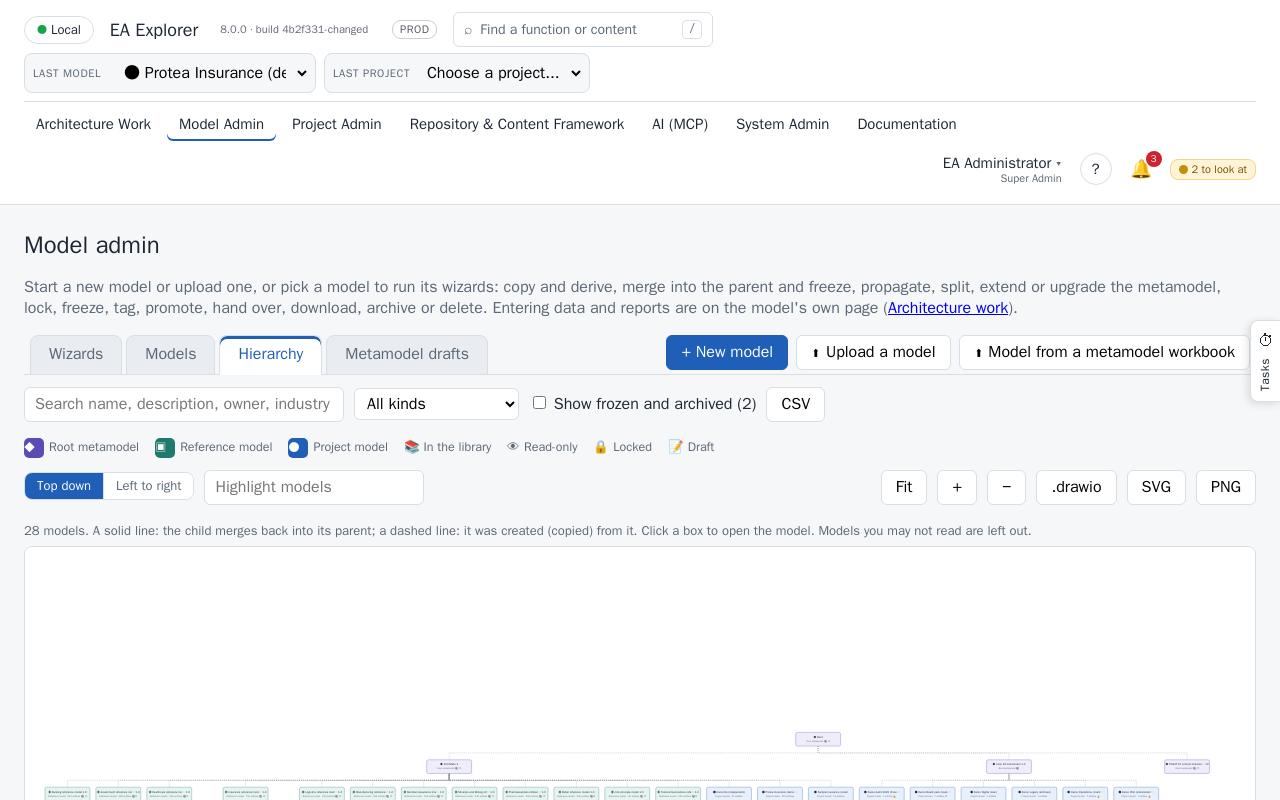 Local
EA Explorer
8.0.0 · build 4b2f331-changed
PROD
Find a function or content
/
LAST MODEL
Protea Insurance (de
LAST PROJECT
Choose a project...
Architecture Work
Model Admin
Project Admin
Repository & Content Framework
AI (MCP)
System Admin
Documentation
EA Administrator
Super Admin
?
3
2 to look at
Model admin
Start a new model or upload one, or pick a model to run its wizards: copy and derive, merge into the parent and freeze, propagate, split, extend or upgrade the metamodel,
lock, freeze, tag, promote, hand over, download, archive or delete. Entering data and reports are on the model's own page (Architecture work).
Tasks
Wizards
Models
Hierarchy
Metamodel drafts
+ New model
Upload a model
Model from a metamodel workbook
Search name, description, owner, industry
All kinds
Show frozen and archived (2)
CSV
Root metamodel
Reference model
Project model
In the library
Read-only
Locked
Draft
Top down
Left to right
Highlight models
Fit
+
−
.drawio
SVG
PNG
28 models. A solid line: the child merges back into its parent; a dashed line: it was created (copied) from it. Click a box to open the model. Models you may not read are left out.